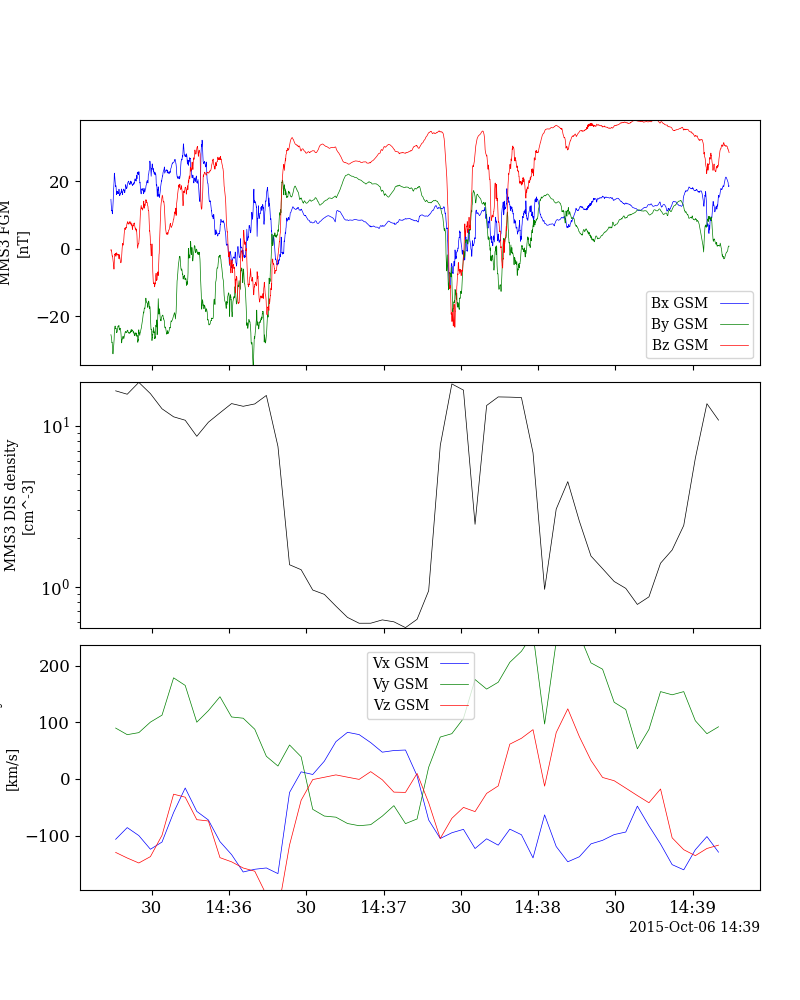 MMS3 FGM
[nT]
20
0
−20
Bx GSM
By GSM
Bz GSM
MMS3 DIS density
[cm^-3]
10^1
10^0
[km/s]
200
100
0
−100
Vx GSM
Vy GSM
Vz GSM
30 14:36 30 14:37 30 14:38 30 14:39
2015-Oct-06 14:39